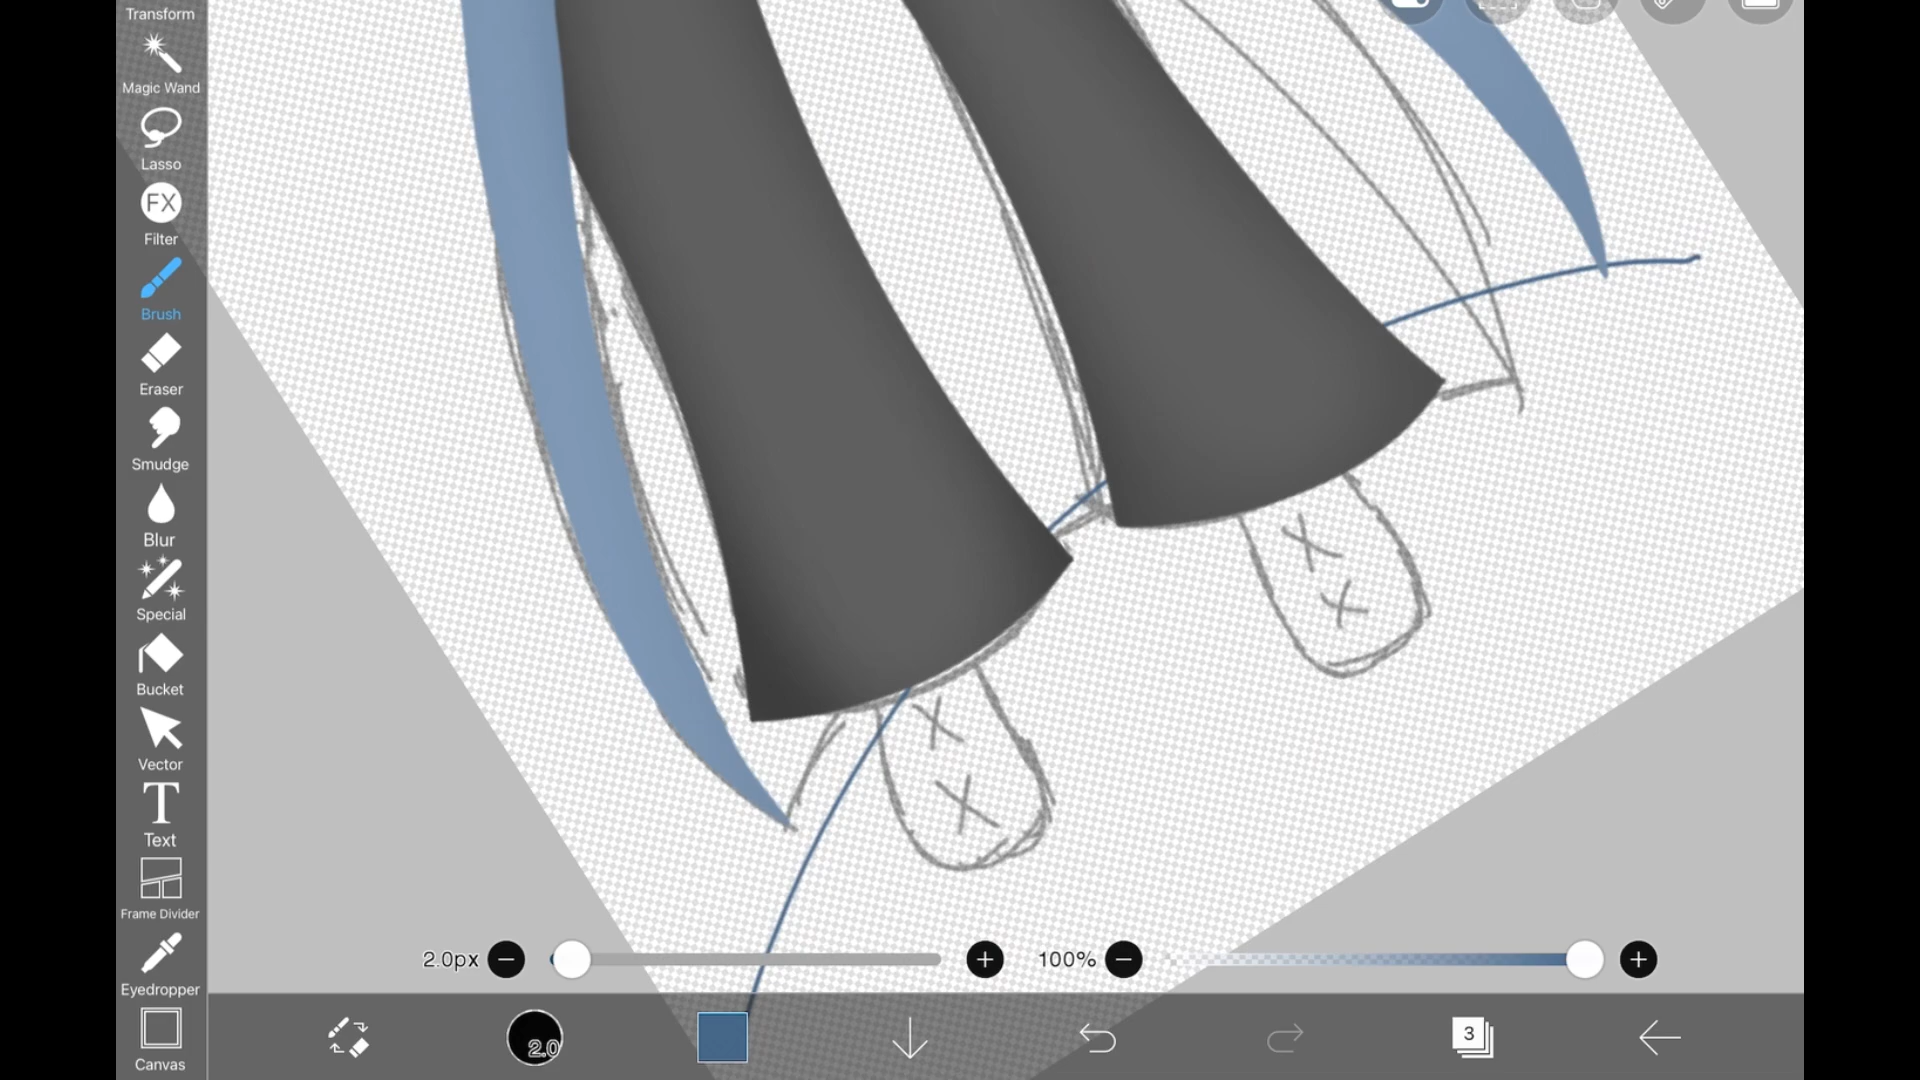 Transform
Magic Wand
Lasso
FX
Filter
Brush
Eraser
Smudge
Blur
Special
Bucket
Vector
T
Text
Frame Divider
Eyedropper
Canvas
2.0px
100%
2.0
3